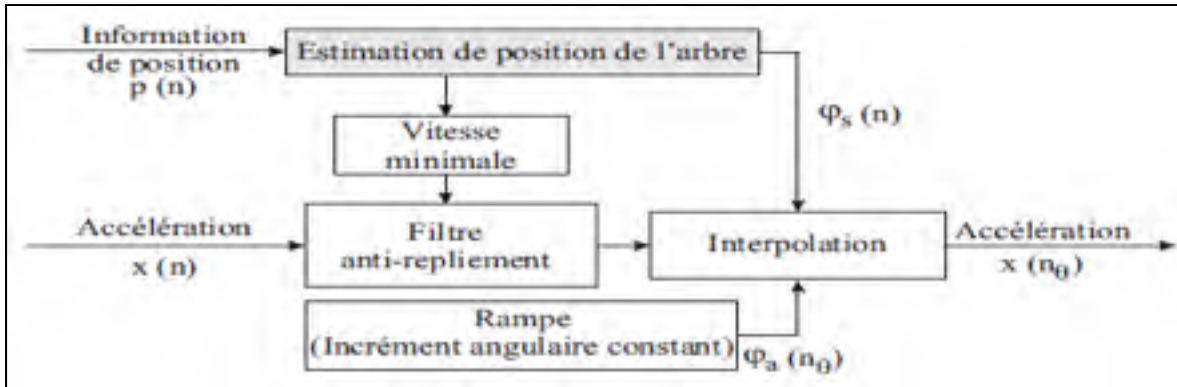 Information
de position
p (n)
Estimation de position de l'arbre
φs (n)
Vitesse
minimale
Accélération
x (n)
Filtre
anti-repliement
Interpolation
Accélération
x (nθ)
Rampe
(Incrément angulaire constant)
φa (nθ)